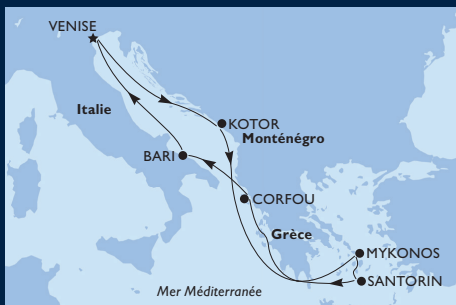 VENISE
Italie
KOTOR
Monténégro
BARI
CORFOU
Grèce
MYKONOS
SANTORIN
Mer Méditerranée